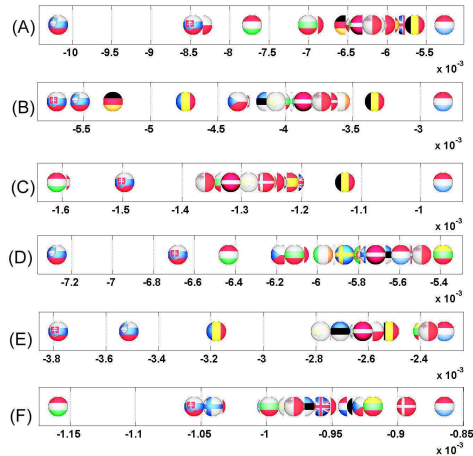 (A)
-10 -9.5 -9 -8.5 -8 -7.5 -7 -6.5 -6 -5.5
x 10⁻³
(B)
-5.5 -5 -4.5 -4 -3.5 -3
x 10⁻³
(C)
-1.6 -1.5 -1.4 -1.3 -1.2 -1.1 -1
x 10⁻³
(D)
-7.2 -7 -6.8 -6.6 -6.4 -6.2 -6 -5.8 -5.6 -5.4
x 10⁻³
(E)
-3.8 -3.6 -3.4 -3.2 -3 -2.8 -2.6 -2.4
x 10⁻³
(F)
-1.15 -1.1 -1.05 -1 -0.95 -0.9 -0.85
x 10⁻³